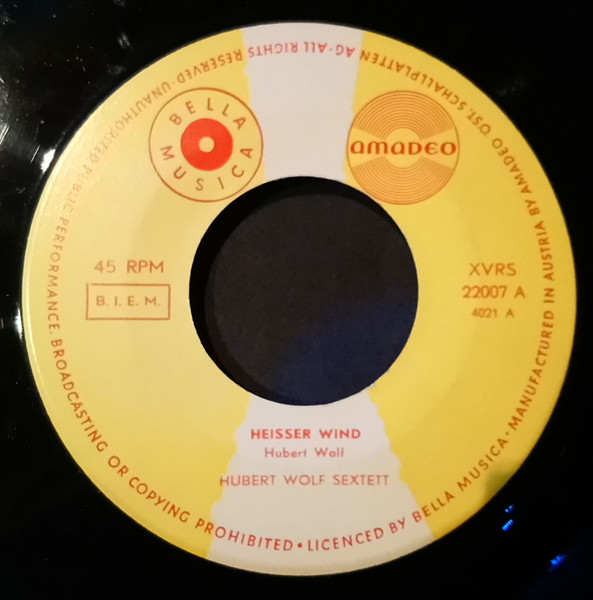 BELLA
MUSICA
AMADEO
45 RPM
B. I. E. M.
XVRS
22007 A
4021 A
HEISSER WIND
Hubert Wolf
HUBERT WOLF SEXTETT
MANUFACTURED IN AUSTRIA BY AMADEO ÖST. SCHALLPLATTEN AG-ALL RIGHTS RESERVED-UNAUTHORIZED PUBLIC PERFORMANCE, BROADCASTING OR COPYING PROHIBITED • LICENCED BY BELLA MUSICA •